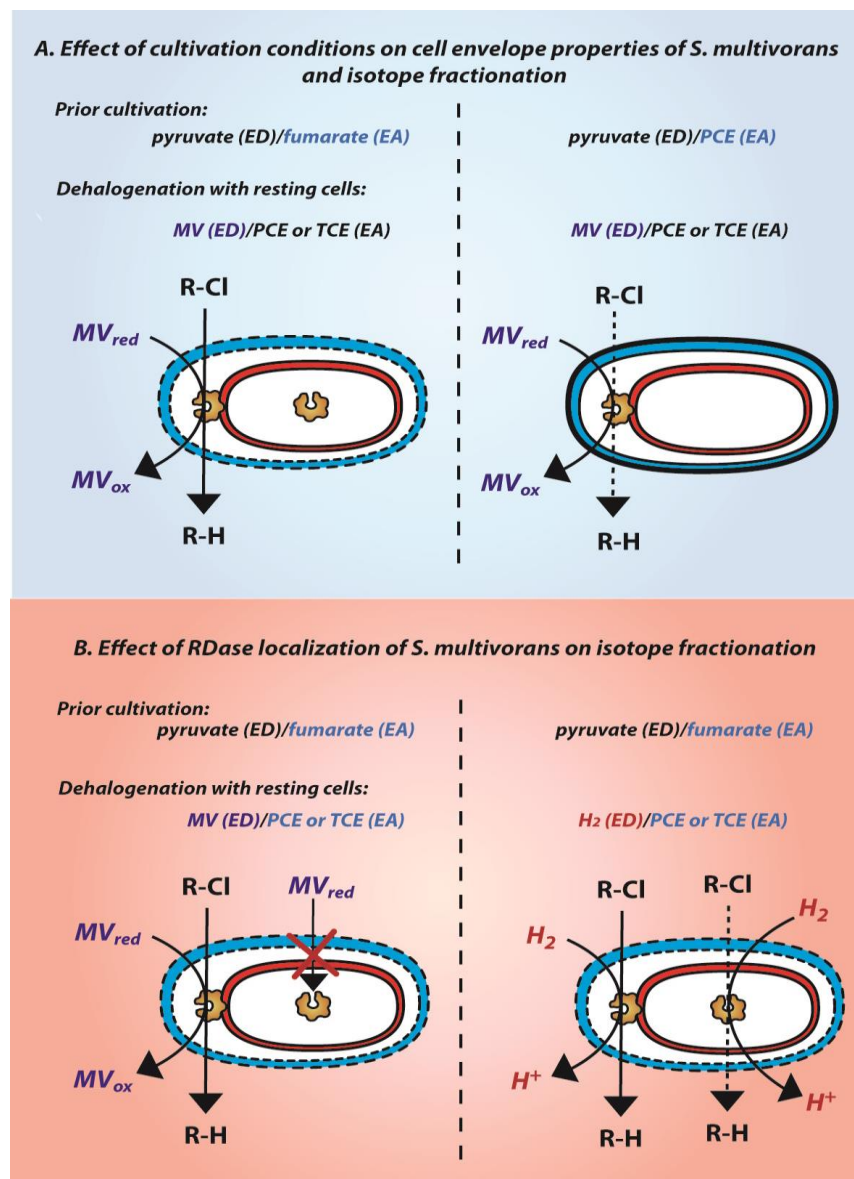 A. Effect of cultivation conditions on cell envelope properties of S. multivorans
and isotope fractionation
Prior cultivation:
pyruvate (ED)/fumarate (EA)
pyruvate (ED)/PCE (EA)
Dehalogenation with resting cells:
MV (ED)/PCE or TCE (EA)
MV (ED)/PCE or TCE (EA)
R-Cl
MVred
MVox
R-H
R-Cl
MVred
MVox
R-H
B. Effect of RDase localization of S. multivorans on isotope fractionation
Prior cultivation:
pyruvate (ED)/fumarate (EA)
pyruvate (ED)/fumarate (EA)
Dehalogenation with resting cells:
MV (ED)/PCE or TCE (EA)
H2 (ED)/PCE or TCE (EA)
R-Cl
MVred
MVred
MVox
R-H
R-Cl
R-Cl
H2
H2
H+
H+
R-H
R-H